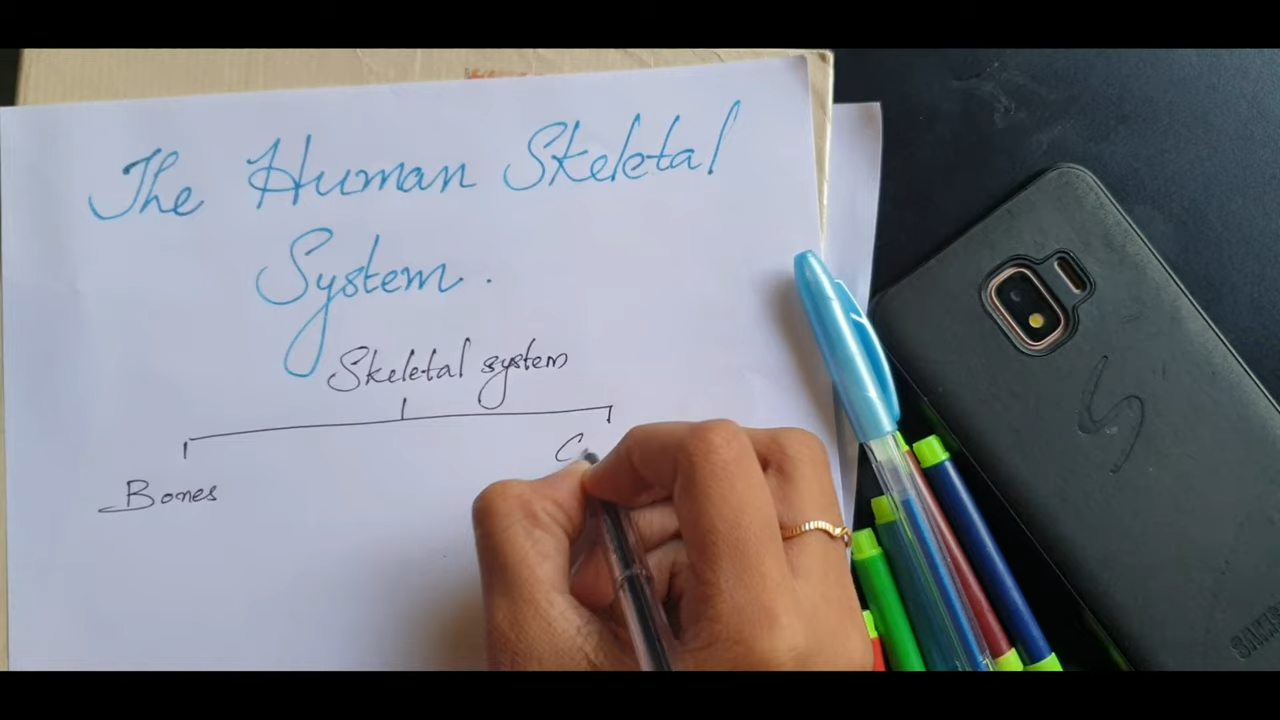 The Human Skeletal
System.
Skeletal system
Bones
C
S